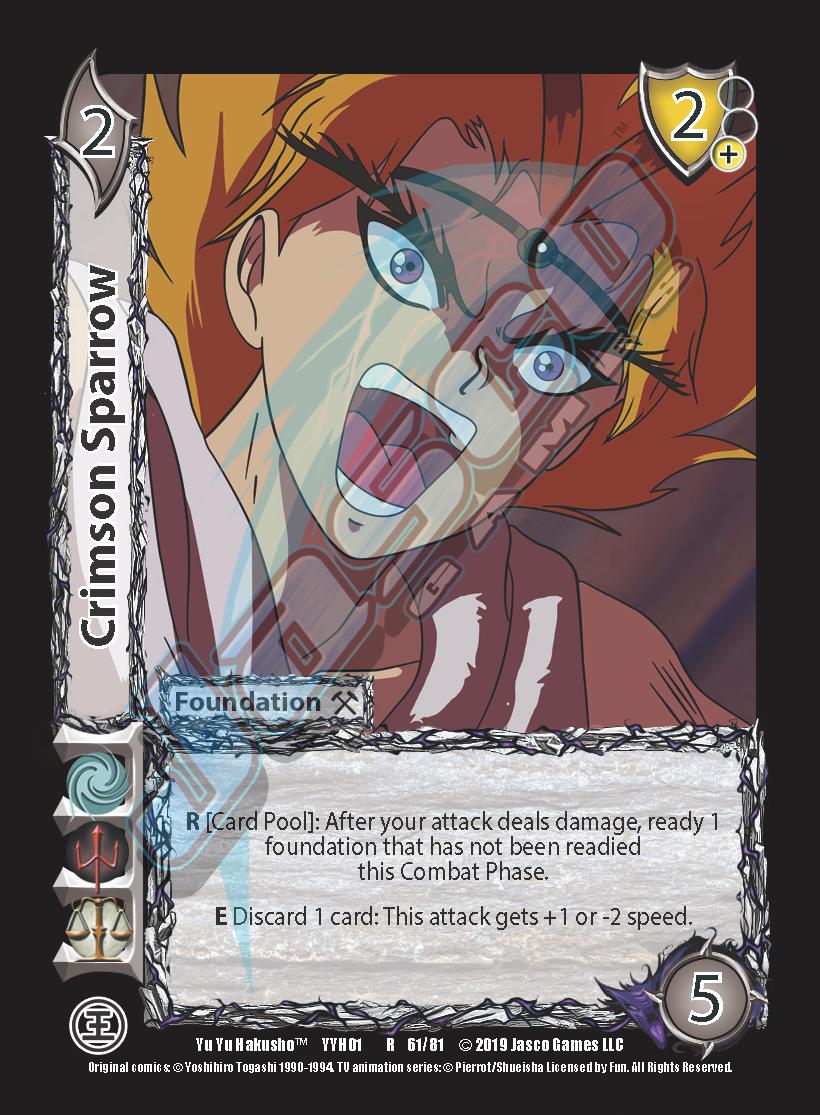 2
2
+
TM
Crimson Sparrow
JASCO
GAMES
Foundation
R [Card Pool]: After your attack deals damage, ready 1
foundation that has not been readied
this Combat Phase.
E Discard 1 card: This attack gets +1 or -2 speed.
5
Yu Yu Hakusho™ YYH01 R 61/81 © 2019 Jasco Games LLC
Original comics: © Yoshihiro Togashi 1990-1994. TV animation series: © Pierrot/Shueisha Licensed by Fun. All Rights Reserved.